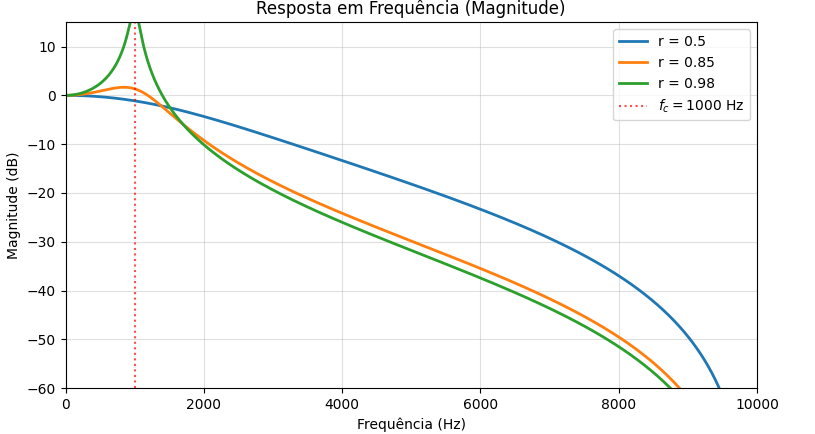 Resposta em Frequência (Magnitude)
Magnitude (dB)
10
0
−10
−20
−30
−40
−50
−60
r = 0.5
r = 0.85
r = 0.98
f_c = 1000 Hz
0
2000
4000
6000
8000
10000
Frequência (Hz)